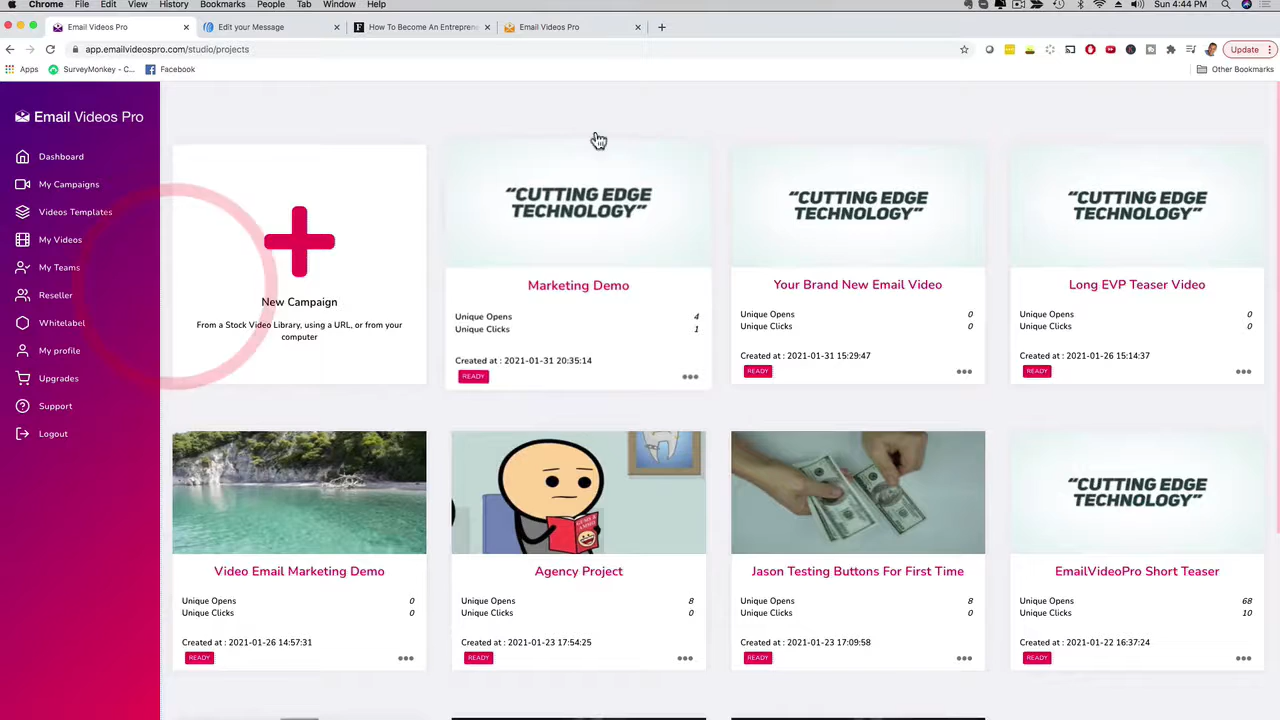 Chrome File Edit View History Bookmarks People Tab Window Help Sun 4:44 PM
Email Videos Pro Edit your Message How To Become An Entreprene Email Videos Pro
app.emailvideospro.com/studio/projects Update
Apps SurveyMonkey - C... Facebook Other Bookmarks
Email Videos Pro
Dashboard
My Campaigns
Videos Templates
My Videos
My Teams
Reseller
Whitelabel
My profile
Upgrades
Support
Logout
New Campaign
From a Stock Video Library, using a URL, or from your
computer
“CUTTING EDGE
TECHNOLOGY”
Marketing Demo
Unique Opens 4
Unique Clicks 1
Created at : 2021-01-31 20:35:14
READY
“CUTTING EDGE
TECHNOLOGY”
Your Brand New Email Video
Unique Opens 0
Unique Clicks 0
Created at : 2021-01-31 15:29:47
READY
“CUTTING EDGE
TECHNOLOGY”
Long EVP Teaser Video
Unique Opens 0
Unique Clicks 0
Created at : 2021-01-26 15:14:37
READY
Video Email Marketing Demo
Unique Opens 0
Unique Clicks 0
Created at : 2021-01-26 14:57:31
READY
Agency Project
Unique Opens 8
Unique Clicks 0
Created at : 2021-01-23 17:54:25
READY
Jason Testing Buttons For First Time
Unique Opens 8
Unique Clicks 0
Created at : 2021-01-23 17:09:58
READY
“CUTTING EDGE
TECHNOLOGY”
EmailVideoPro Short Teaser
Unique Opens 68
Unique Clicks 10
Created at : 2021-01-22 16:37:24
READY